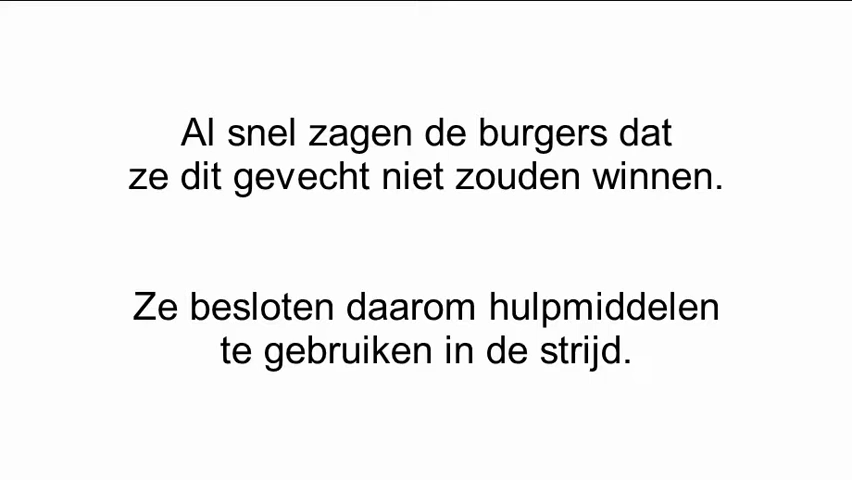 Al snel zagen de burgers dat
ze dit gevecht niet zouden winnen.
Ze besloten daarom hulpmiddelen
te gebruiken in de strijd.